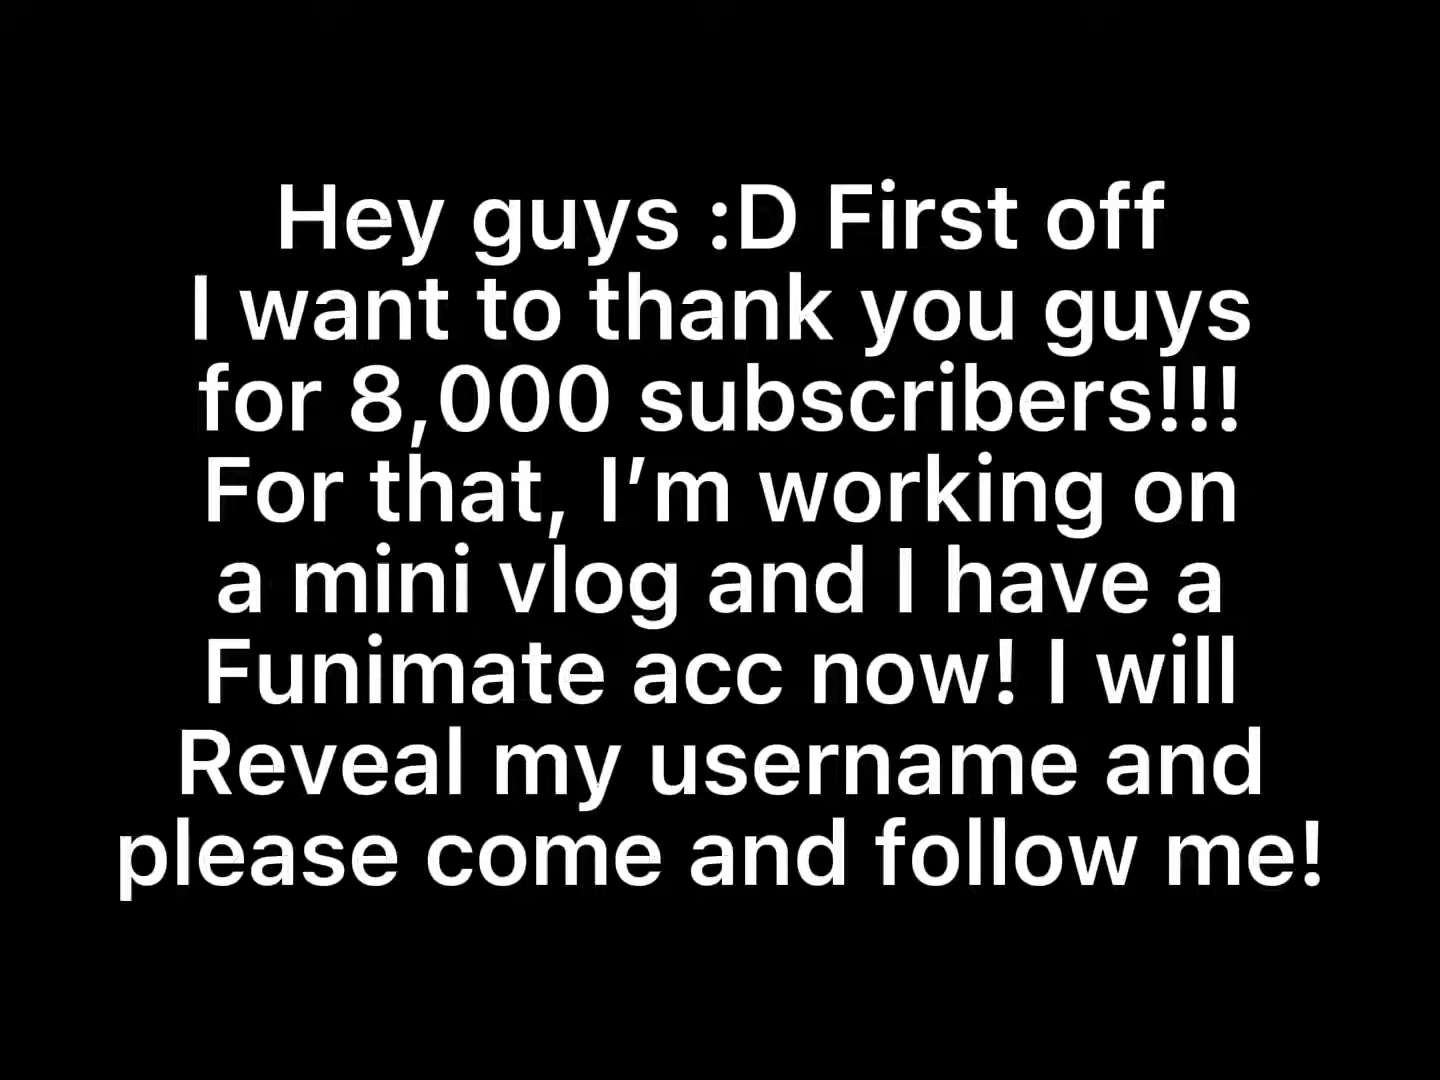 Hey guys :D First off
I want to thank you guys
for 8,000 subscribers!!!
For that, I’m working on
a mini vlog and I have a
Funimate acc now! I will
Reveal my username and
please come and follow me!